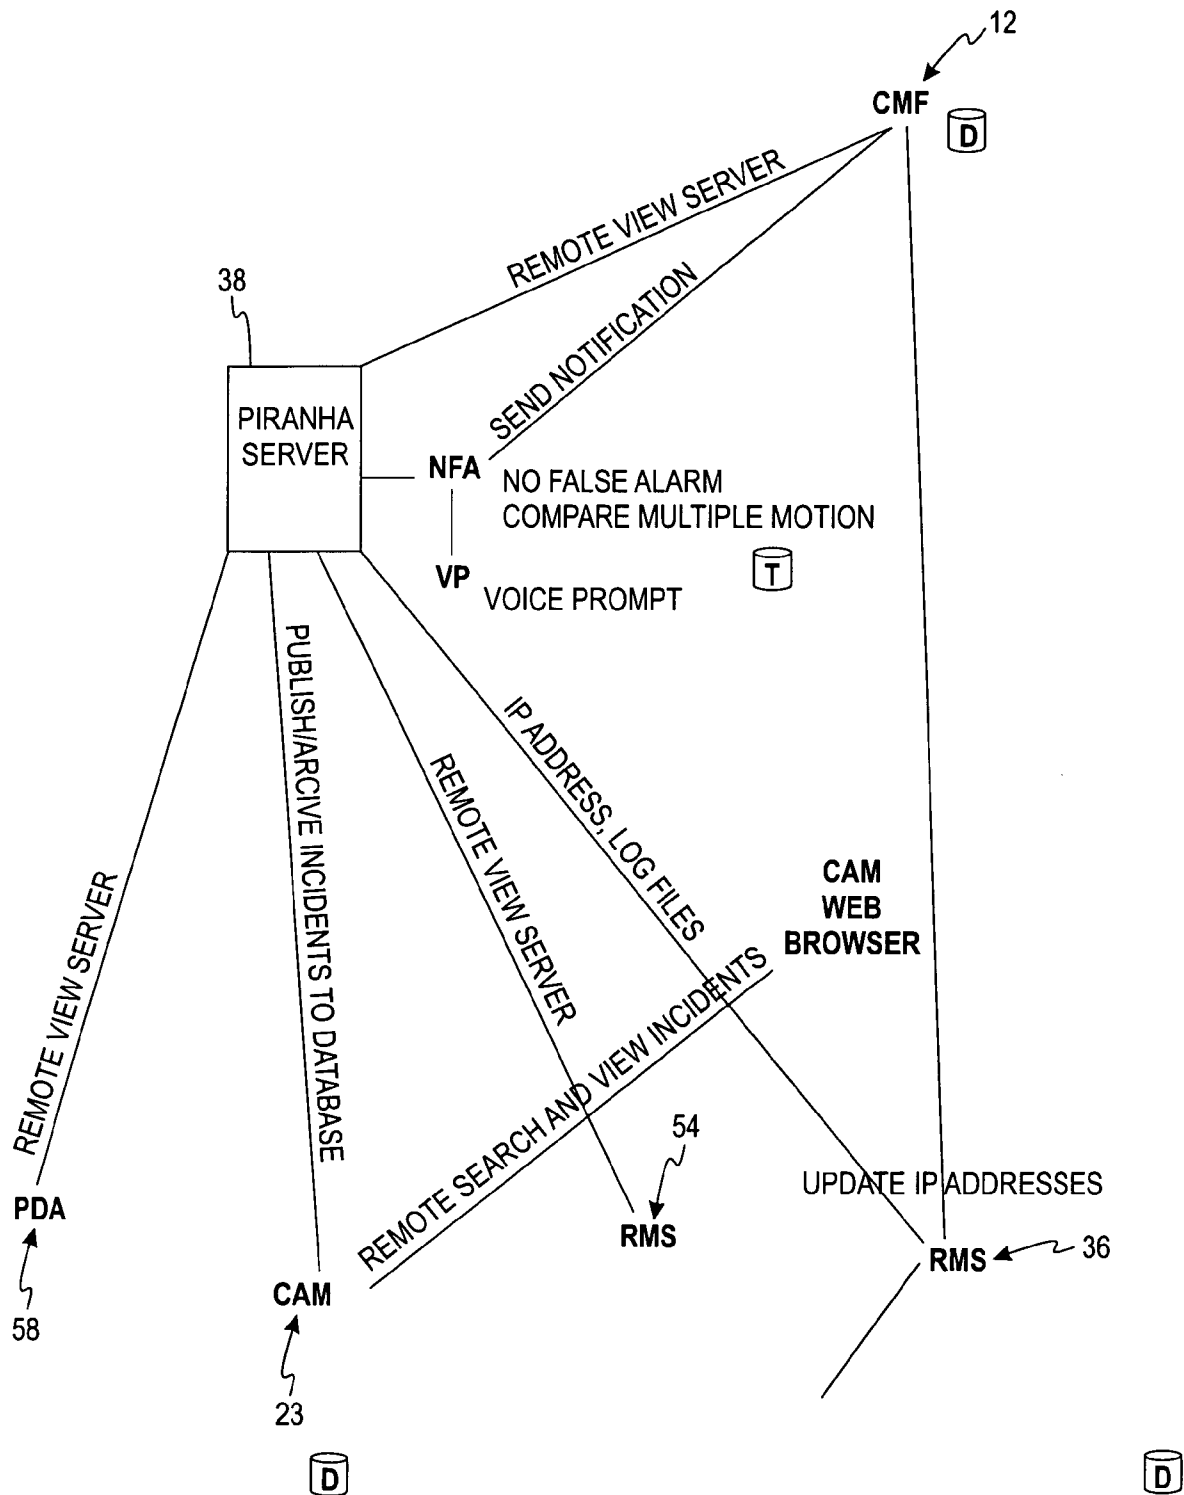 12
CMF
D
REMOTE VIEW SERVER
38
SEND NOTIFICATION
PIRANHA
SERVER
NFA
NO FALSE ALARM
COMPARE MULTIPLE MOTION
T
VP
VOICE PROMPT
PUBLISH/ARCIVE INCIDENTS TO DATABASE
IP ADDRESS, LOG FILES
REMOTE VIEW SERVER
REMOTE VIEW SERVER
CAM
WEB
BROWSER
REMOTE SEARCH AND VIEW INCIDENTS
54
UPDATE IP ADDRESSES
PDA
RMS
RMS
36
58
CAM
23
D
D